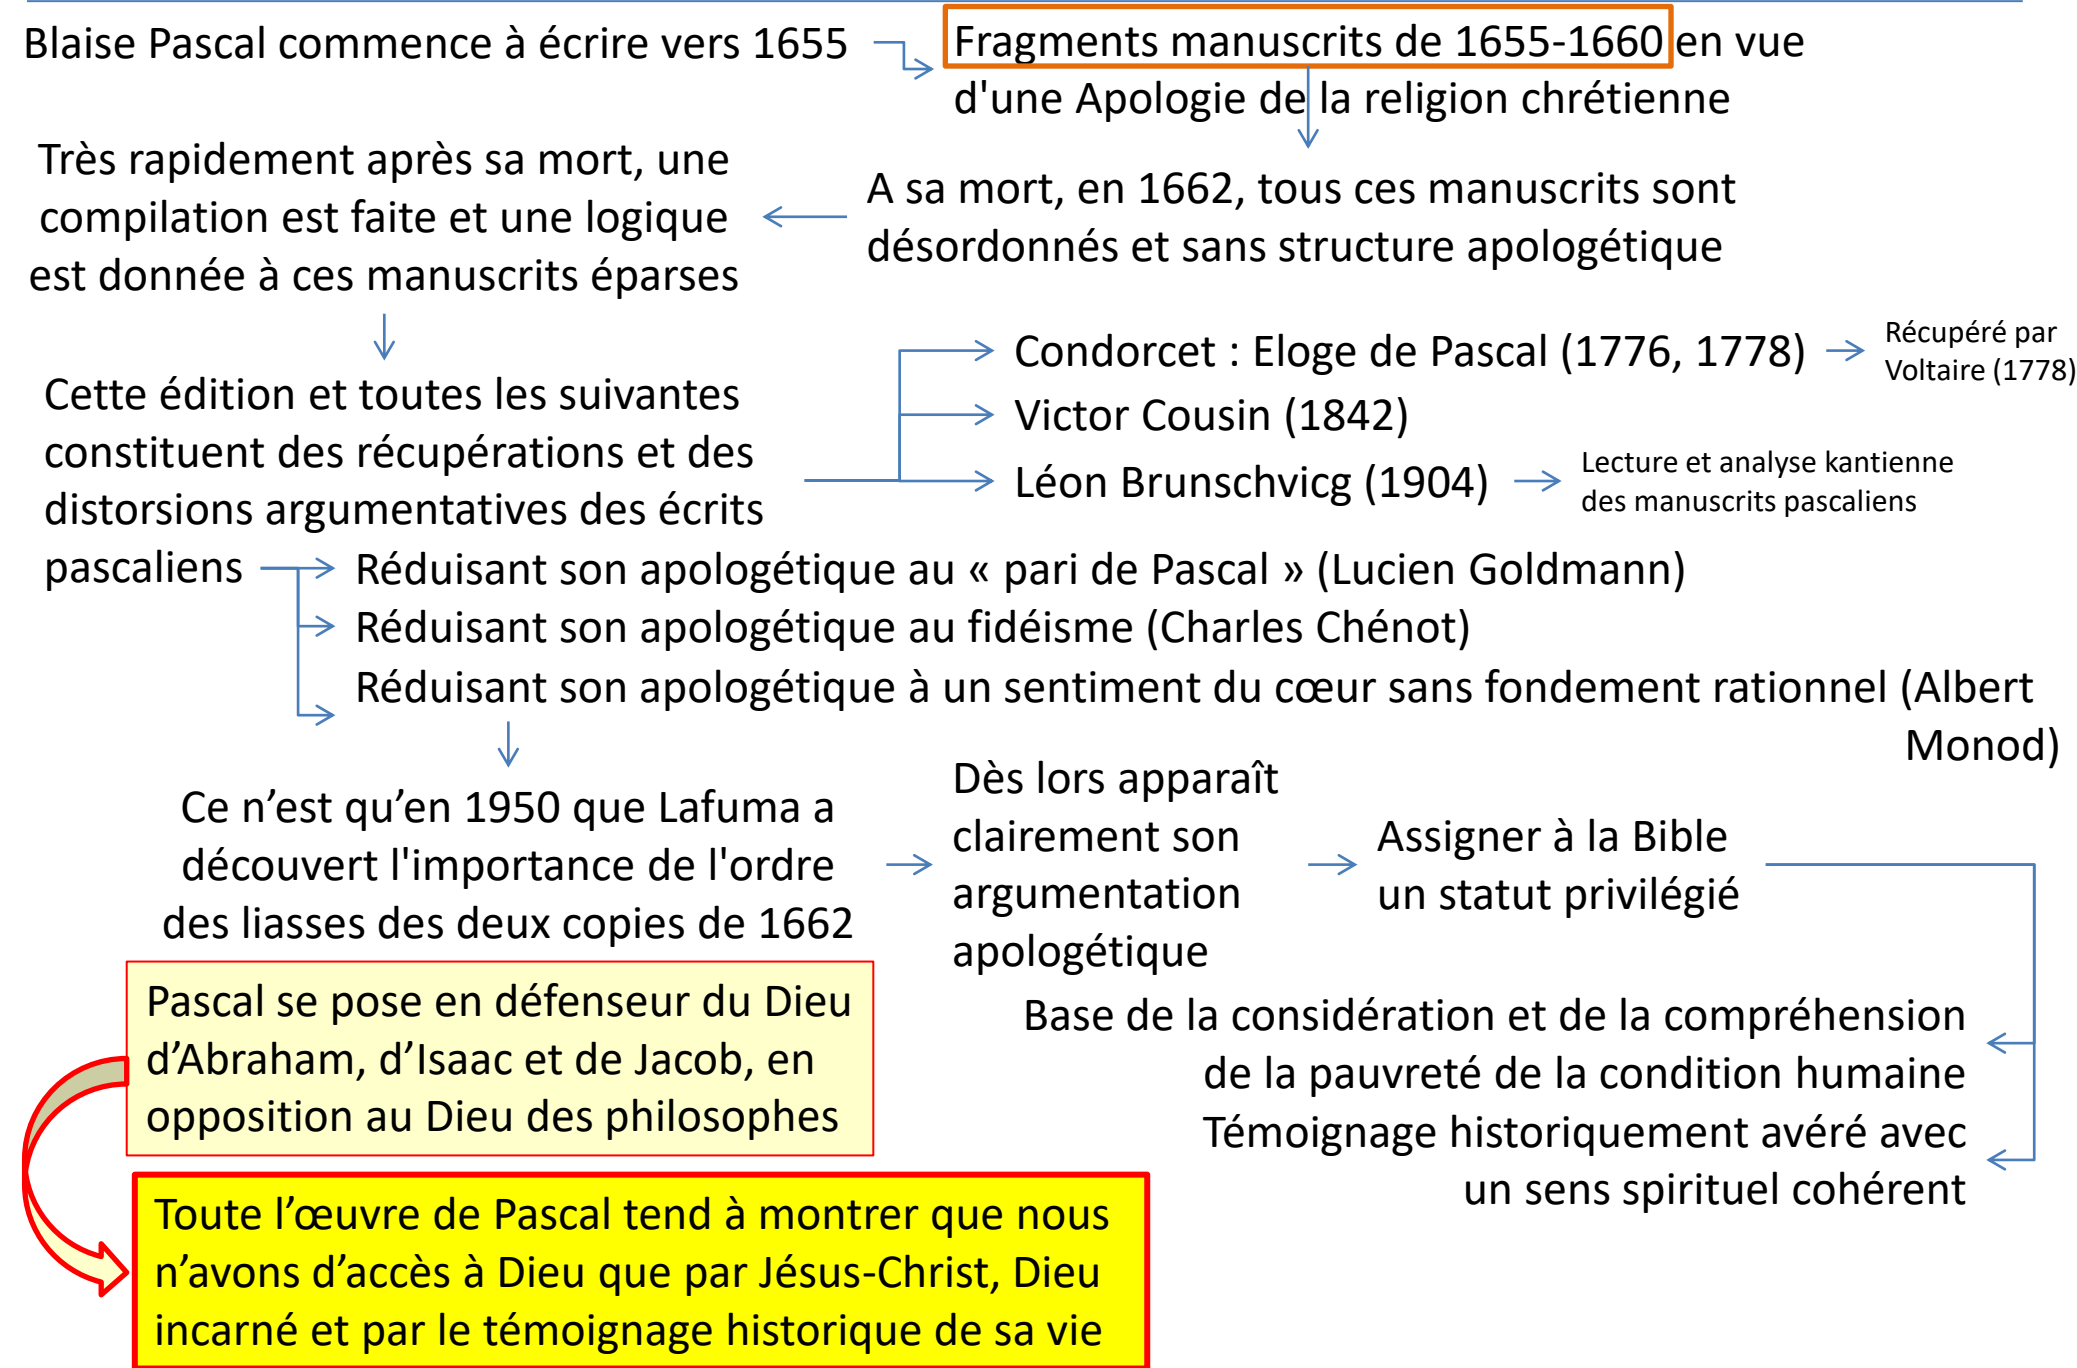 Blaise Pascal commence à écrire vers 1655
Fragments manuscrits de 1655-1660 en vue
d'une Apologie de la religion chrétienne
A sa mort, en 1662, tous ces manuscrits sont
désordonnés et sans structure apologétique
Très rapidement après sa mort, une
compilation est faite et une logique
est donnée à ces manuscrits éparses
Cette édition et toutes les suivantes
constituent des récupérations et des
distorsions argumentatives des écrits
pascaliens
Condorcet : Eloge de Pascal (1776, 1778)
Récupéré par
Voltaire (1778)
Victor Cousin (1842)
Léon Brunschvicg (1904)
Lecture et analyse kantienne
des manuscrits pascaliens
Réduisant son apologétique au « pari de Pascal » (Lucien Goldmann)
Réduisant son apologétique au fidéisme (Charles Chénot)
Réduisant son apologétique à un sentiment du cœur sans fondement rationnel (Albert
Monod)
Ce n’est qu’en 1950 que Lafuma a
découvert l'importance de l'ordre
des liasses des deux copies de 1662
Dès lors apparaît
clairement son
argumentation
apologétique
Assigner à la Bible
un statut privilégié
Base de la considération et de la compréhension
de la pauvreté de la condition humaine
Témoignage historiquement avéré avec
un sens spirituel cohérent
Pascal se pose en défenseur du Dieu
d’Abraham, d’Isaac et de Jacob, en
opposition au Dieu des philosophes
Toute l’œuvre de Pascal tend à montrer que nous
n’avons d’accès à Dieu que par Jésus-Christ, Dieu
incarné et par le témoignage historique de sa vie